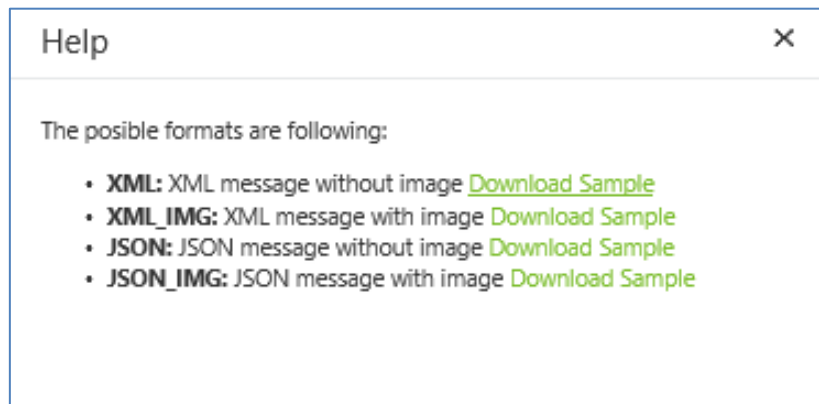 Help
The posible formats are following:
• XML: XML message without image Download Sample
• XML_IMG: XML message with image Download Sample
• JSON: JSON message without image Download Sample
• JSON_IMG: JSON message with image Download Sample